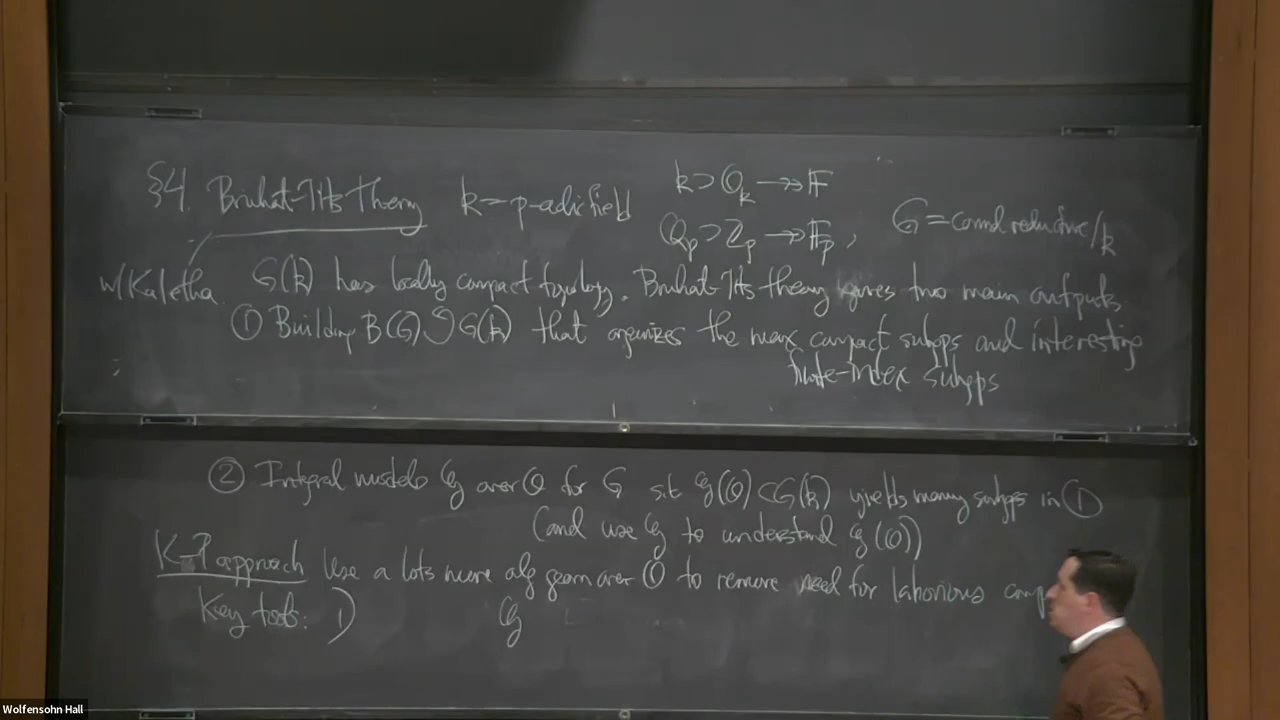 §4 Bruhat-Tits Theory k = p-adic field k ⊃ O_k ↠ 𝔽
Q_p ⊃ Z_p ↠ 𝔽_p, G = conn'd reductive/k
w/Kaletha G(k) has locally compact topology. Bruhat-Tits theory gives two main outputs
① Building B(G) ↺ G(k) that organizes the max compact subgps and interesting
finite-index subgps
② Integral models 𝒢 over O for G s.t. 𝒢(O) ⊂ G(k) yields many subgps in ①
(and use 𝒢 to understand 𝒢(O))
K-P approach Use a lots more alg geom over O to remove need for laborious comp
Key tools: 1) 𝒢
Wolfensohn Hall